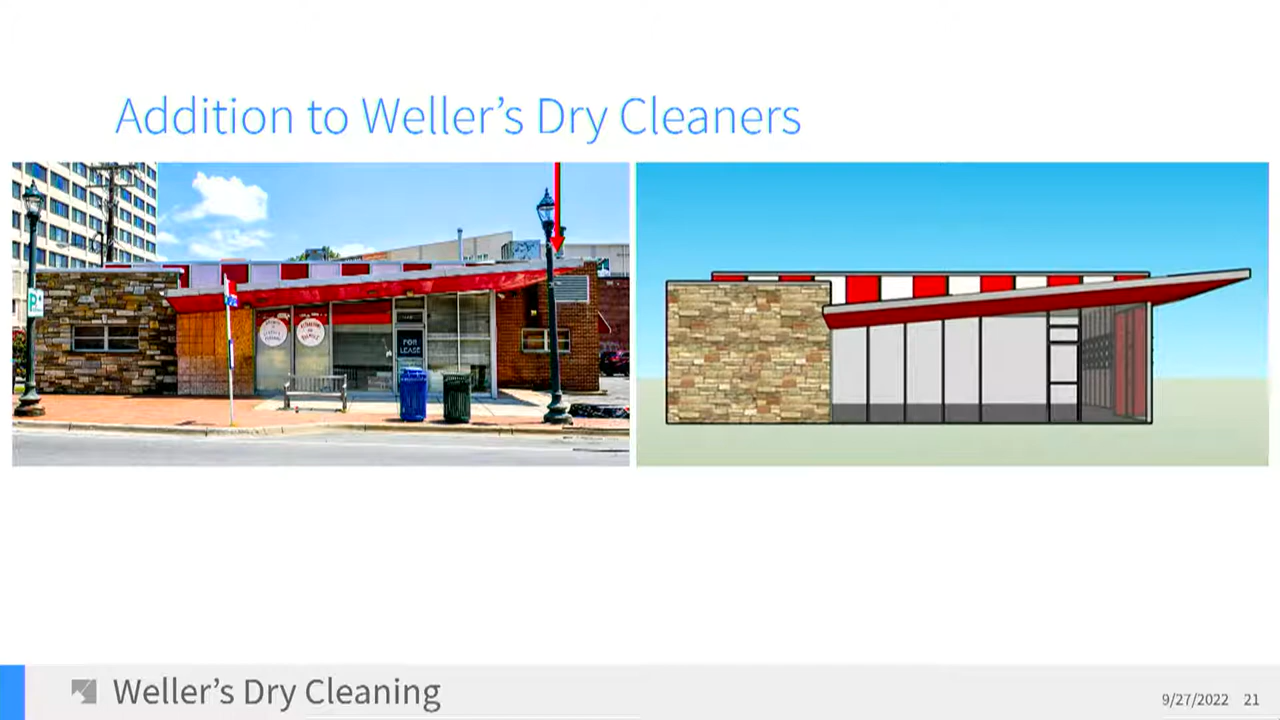 Addition to Weller's Dry Cleaners
P
FOR
LEASE
Weller's Dry Cleaning
9/27/2022 21